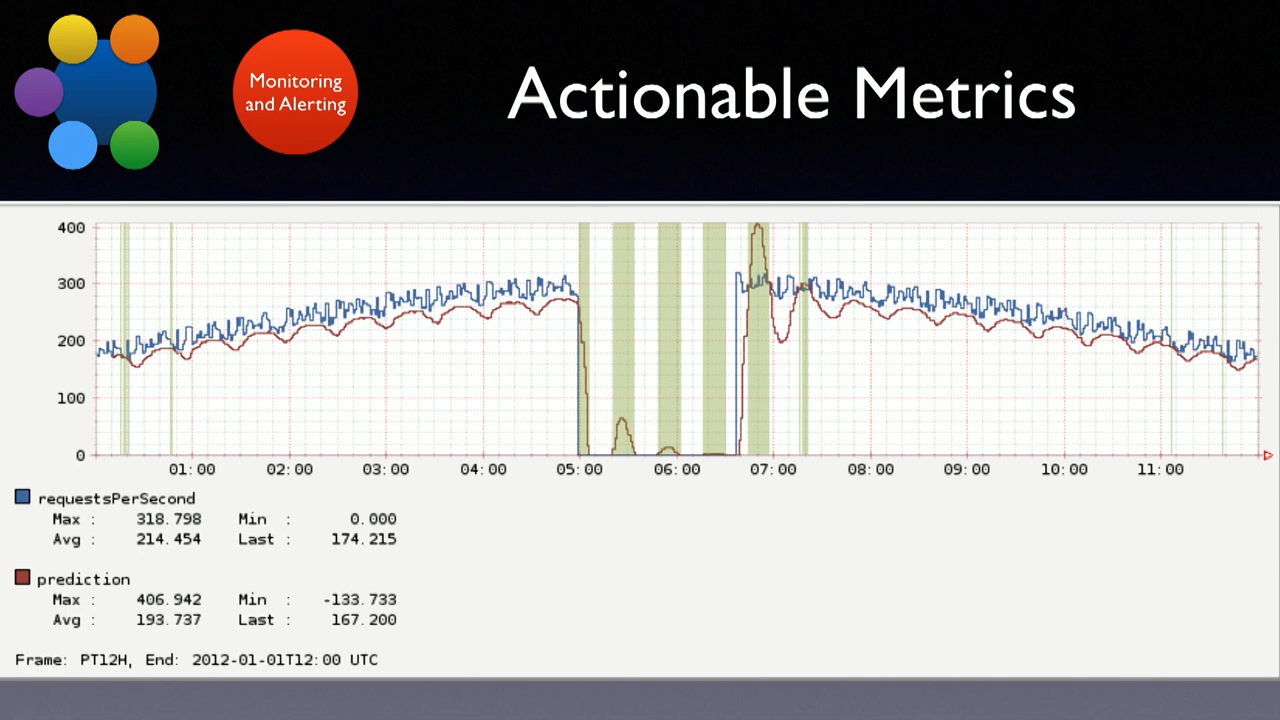 Monitoring
and Alerting
Actionable Metrics
400
300
200
100
0
01:00 02:00 03:00 04:00 05:00 06:00 07:00 08:00 09:00 10:00 11:00
requestsPerSecond
Max : 318.798 Min : 0.000
Avg : 214.454 Last : 174.215
prediction
Max : 406.942 Min : -133.733
Avg : 193.737 Last : 167.200
Frame: PT12H, End: 2012-01-01T12:00 UTC